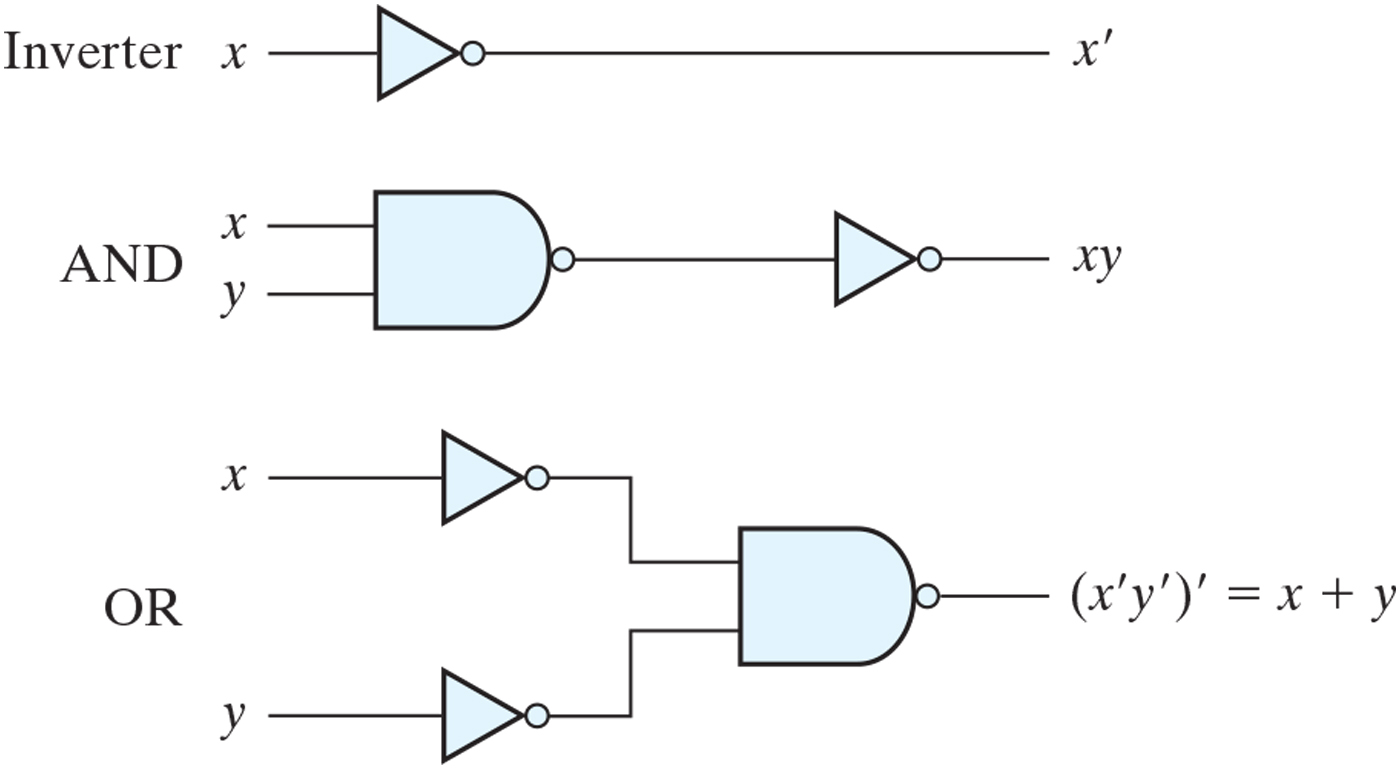 Inverter x x′
AND x y xy
OR x y (x′y′)′ = x + y